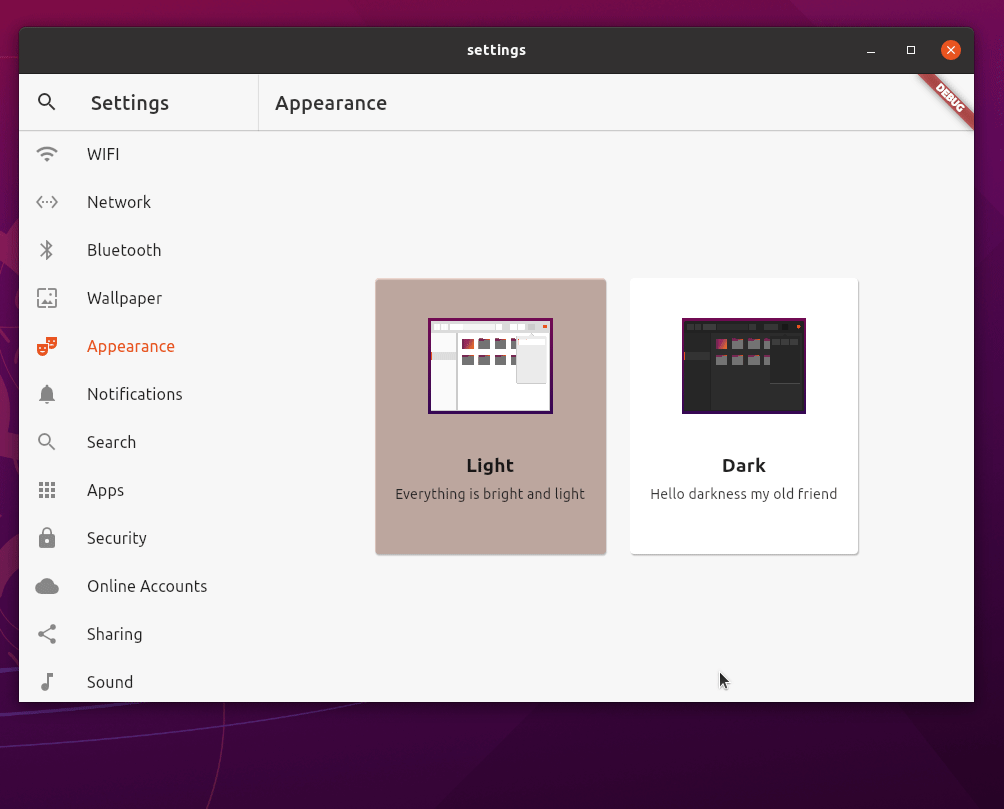 settings
Settings
Appearance
DEBUG
WIFI
Network
Bluetooth
Wallpaper
Appearance
Notifications
Search
Apps
Security
Online Accounts
Sharing
Sound
Light
Everything is bright and light
Dark
Hello darkness my old friend